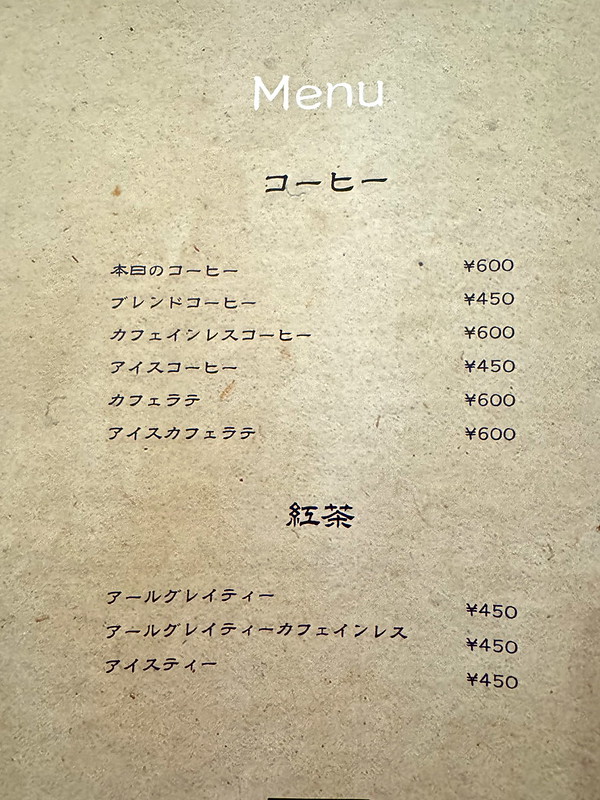 Menu
コーヒー
本日のコーヒー ¥600
ブレンドコーヒー ¥450
カフェインレスコーヒー ¥600
アイスコーヒー ¥450
カフェラテ ¥600
アイスカフェラテ ¥600
紅茶
アールグレイティー ¥450
アールグレイティーカフェインレス ¥450
アイスティー ¥450